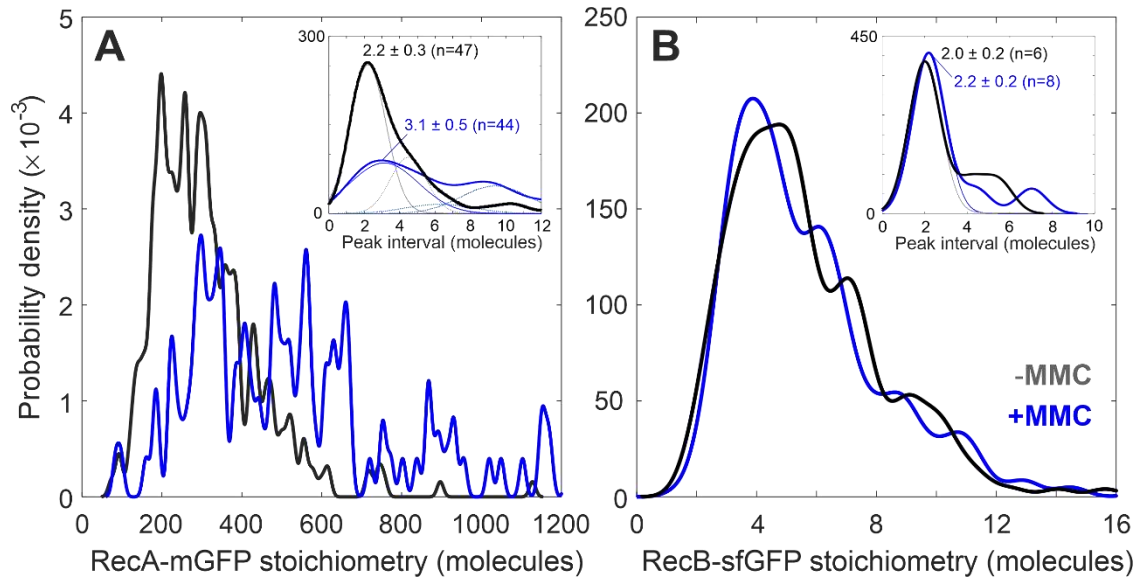 A
5
4
3
2
1
0
Probability density (× 10⁻³)
0 200 400 600 800 1000 1200
RecA-mGFP stoichiometry (molecules)
300
0
2.2 ± 0.3 (n=47)
3.1 ± 0.5 (n=44)
0 2 4 6 8 10 12
Peak interval (molecules)
B
250
200
150
100
50
0
0 4 8 12 16
RecB-sfGFP stoichiometry (molecules)
450
0
2.0 ± 0.2 (n=6)
2.2 ± 0.2 (n=8)
0 2 4 6 8 10
Peak interval (molecules)
-MMC
+MMC